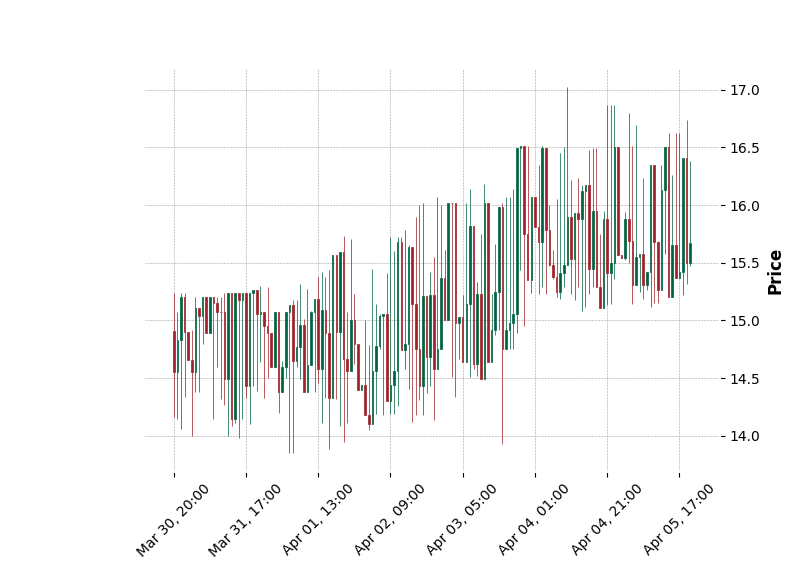 17.0
16.5
16.0
15.5
15.0
14.5
14.0
Price
Mar 30, 20:00
Mar 31, 17:00
Apr 01, 13:00
Apr 02, 09:00
Apr 03, 05:00
Apr 04, 01:00
Apr 04, 21:00
Apr 05, 17:00